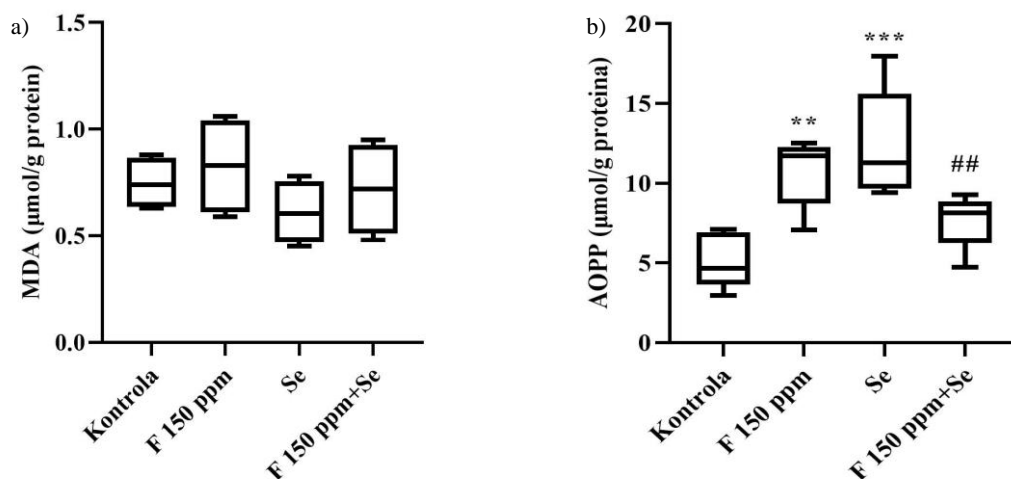 a)
MDA (µmol/g protein)
1.5
1.0
0.5
0.0
Kontrola
F 150 ppm
Se
F 150 ppm+Se
b)
AOPP (µmol/g proteina)
20
15
10
5
0
**
***
##
Kontrola
F 150 ppm
Se
F 150 ppm+Se